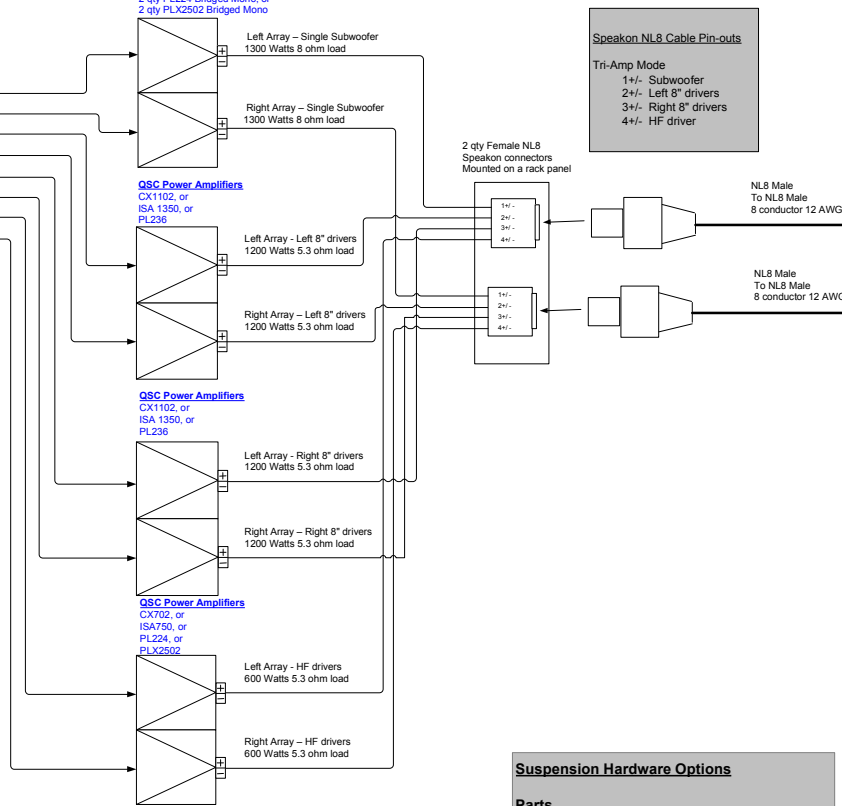 2 qty PL224 Bridged Mono, or
2 qty PLX2502 Bridged Mono
Left Array – Single Subwoofer
1300 Watts 8 ohm load
Right Array - Single Subwoofer
1300 Watts 8 ohm load
Speakon NL8 Cable Pin-outs
Tri-Amp Mode
1+/- Subwoofer
2+/- Left 8" drivers
3+/- Right 8" drivers
4+/- HF driver
2 qty Female NL8
Speakon connectors
Mounted on a rack panel
QSC Power Amplifiers
CX1102, or
ISA 1350, or
PL236
Left Array - Left 8" drivers
1200 Watts 5.3 ohm load
Right Array – Left 8" drivers
1200 Watts 5.3 ohm load
1+/-
2+/-
3+/-
4+/-
1+/-
2+/-
3+/-
4+/-
NL8 Male
To NL8 Male
8 conductor 12 AWG
NL8 Male
To NL8 Male
8 conductor 12 AWG
QSC Power Amplifiers
CX1102, or
ISA 1350, or
PL236
Left Array - Right 8" drivers
1200 Watts 5.3 ohm load
Right Array – Right 8" drivers
1200 Watts 5.3 ohm load
QSC Power Amplifiers
CX702, or
ISA750, or
PL224, or
PLX2502
Left Array - HF drivers
600 Watts 5.3 ohm load
Right Array – HF drivers
600 Watts 5.3 ohm load
Suspension Hardware Options
Parts